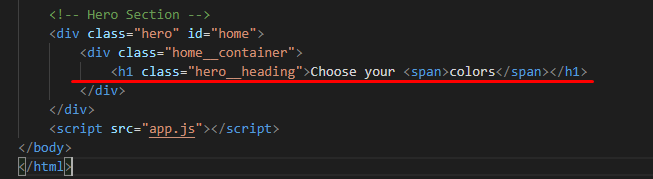 <!-- Hero Section -->
<div class="hero" id="home">
<div class="home__container">
<h1 class="hero__heading">Choose your <span>colors</span></h1>
</div>
</div>
<script src="app.js"></script>
</body>
</html>